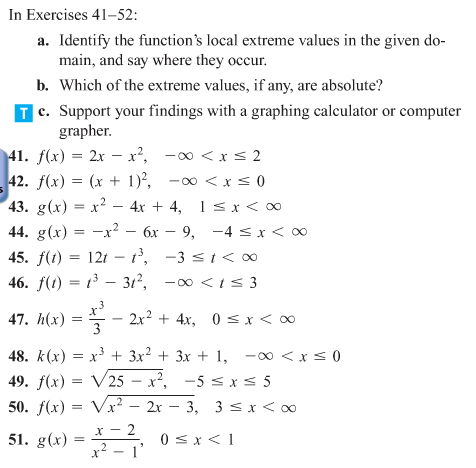 In Exercises 41–52:
a. Identify the function's local extreme values in the given do-
main, and say where they occur.
b. Which of the extreme values, if any, are absolute?
T c. Support your findings with a graphing calculator or computer
grapher.
41. f(x) = 2x − x², −∞ < x ≤ 2
42. f(x) = (x + 1)², −∞ < x ≤ 0
43. g(x) = x² − 4x + 4, 1 ≤ x < ∞
44. g(x) = −x² − 6x − 9, −4 ≤ x < ∞
45. f(t) = 12t − t³, −3 ≤ t < ∞
46. f(t) = t³ − 3t², −∞ < t ≤ 3
47. h(x) = x³/3 − 2x² + 4x, 0 ≤ x < ∞
48. k(x) = x³ + 3x² + 3x + 1, −∞ < x ≤ 0
49. f(x) = √(25 − x²), −5 ≤ x ≤ 5
50. f(x) = √(x² − 2x − 3), 3 ≤ x < ∞
51. g(x) = (x − 2)/(x² − 1), 0 ≤ x < 1